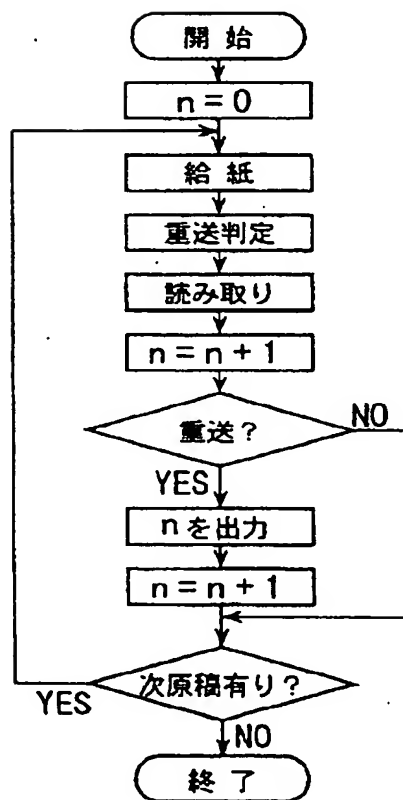 開始
n = 0
給紙
重送判定
読み取り
n = n + 1
重送?
NO
YES
nを出力
n = n + 1
次原稿有り?
YES
NO
終了